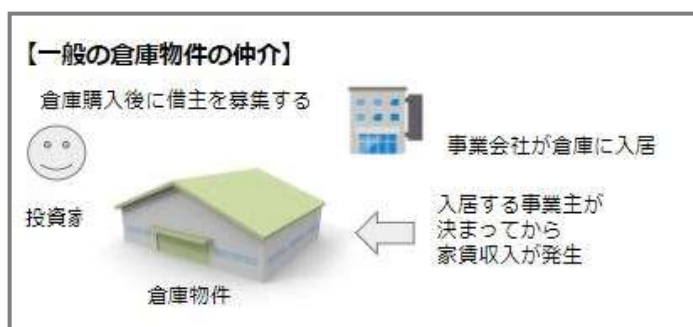 【一般の倉庫物件の仲介】
倉庫購入後に借主を募集する
事業会社が倉庫に入居
投資家
入居する事業主が
決まってから
家賃収入が発生
倉庫物件